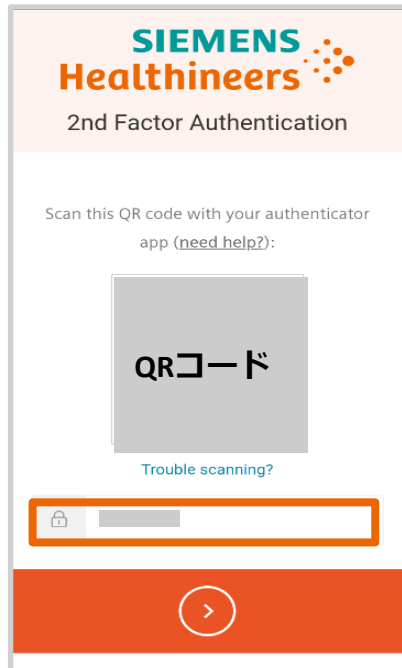 SIEMENS
Healthineers
2nd Factor Authentication
Scan this QR code with your authenticator
app (need help?):
QRコード
Trouble scanning?